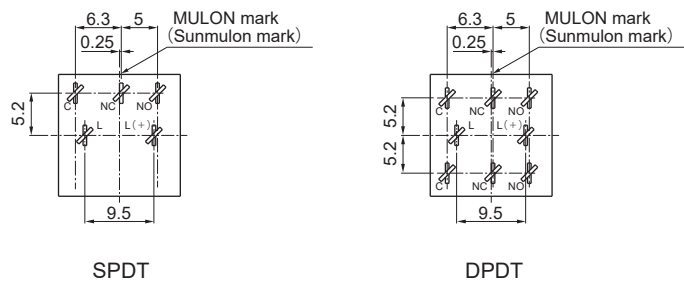 6.3 5 MULON mark
(Sunmulon mark)
0.25
5.2
C NC NO
L L(+)
9.5
SPDT
6.3 5 MULON mark
(Sunmulon mark)
0.25
5.2
5.2
C NC NO
L L(+)
C NC NO
9.5
DPDT